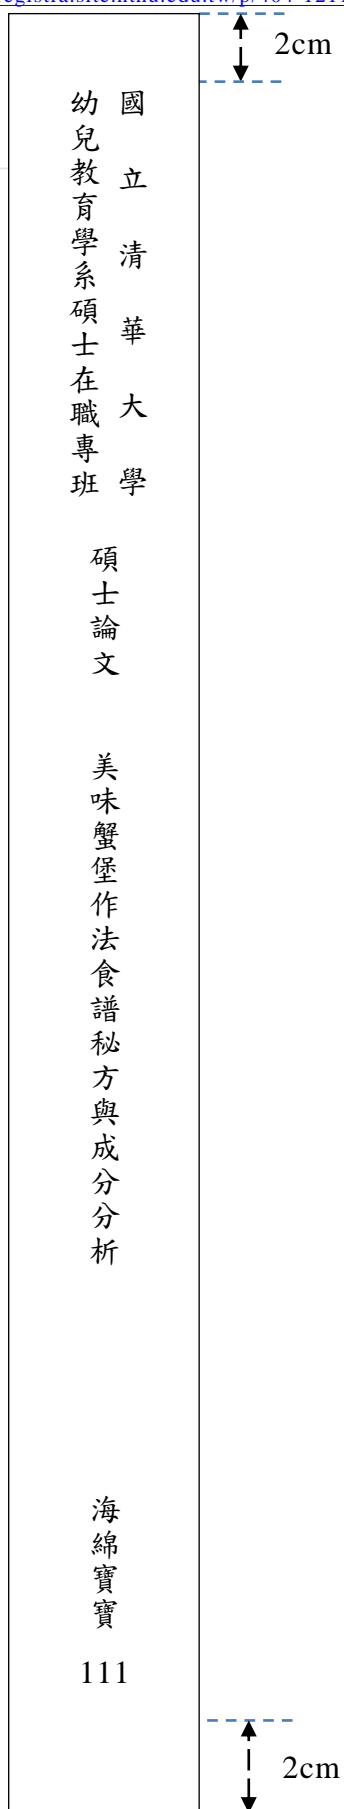 2cm
國立清華大學
幼兒教育學系碩士在職專班
碩士論文
美味蟹堡作法食譜秘方與成分分析
海綿寶寶
111
2cm